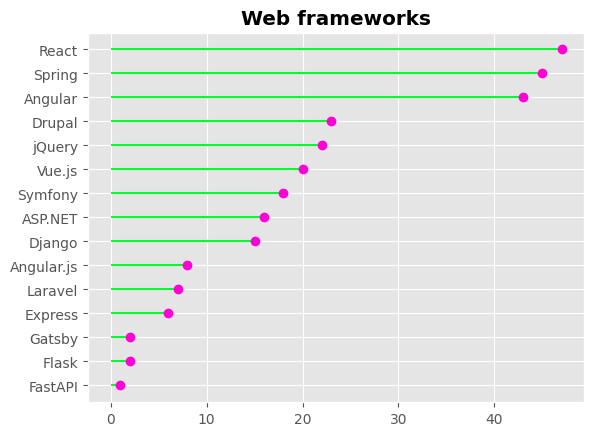 Web frameworks
React
Spring
Angular
Drupal
jQuery
Vue.js
Symfony
ASP.NET
Django
Angular.js
Laravel
Express
Gatsby
Flask
FastAPI
0 10 20 30 40